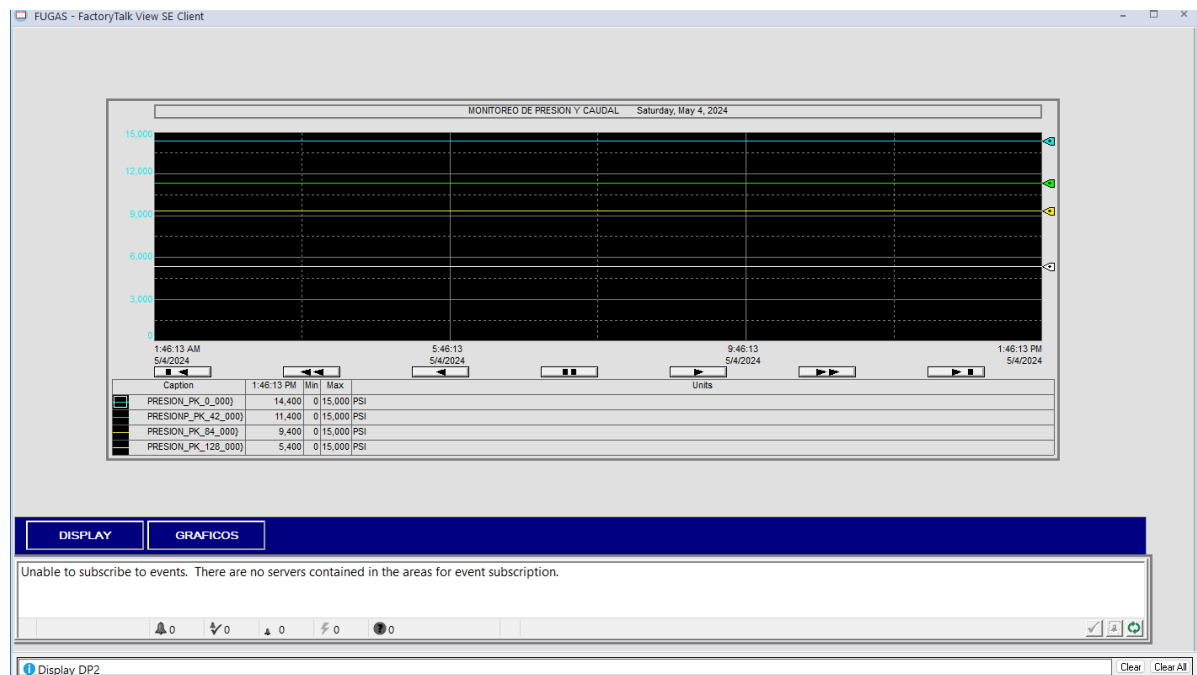 FUGAS - FactoryTalk View SE Client
MONITOREO DE PRESION Y CAUDAL Saturday, May 4, 2024
15,000
12,000
9,000
6,000
3,000
0
1:46:13 AM 5:46:13 9:46:13 1:46:13 PM
5/4/2024 5/4/2024 5/4/2024 5/4/2024
Caption 1:46:13 PM Min Max Units
PRESION_PK_0_000} 14,400 0 15,000 PSI
PRESIONP_PK_42_000} 11,400 0 15,000 PSI
PRESION_PK_84_000} 9,400 0 15,000 PSI
PRESION_PK_128_000} 5,400 0 15,000 PSI
DISPLAY GRAFICOS
Unable to subscribe to events. There are no servers contained in the areas for event subscription.
0 0 0 0 0
Display DP2 Clear Clear All